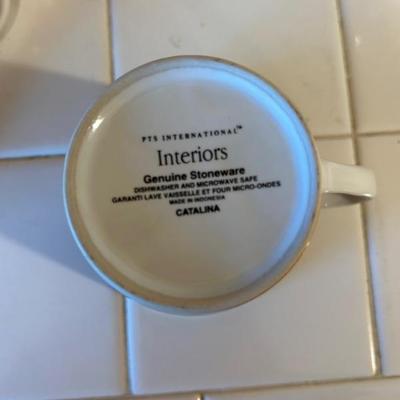 PTS INTERNATIONAL™
Interiors
Genuine Stoneware
DISHWASHER AND MICROWAVE SAFE
GARANTI LAVE VAISSELLE ET FOUR MICRO-ONDES
MADE IN INDONESIA
CATALINA